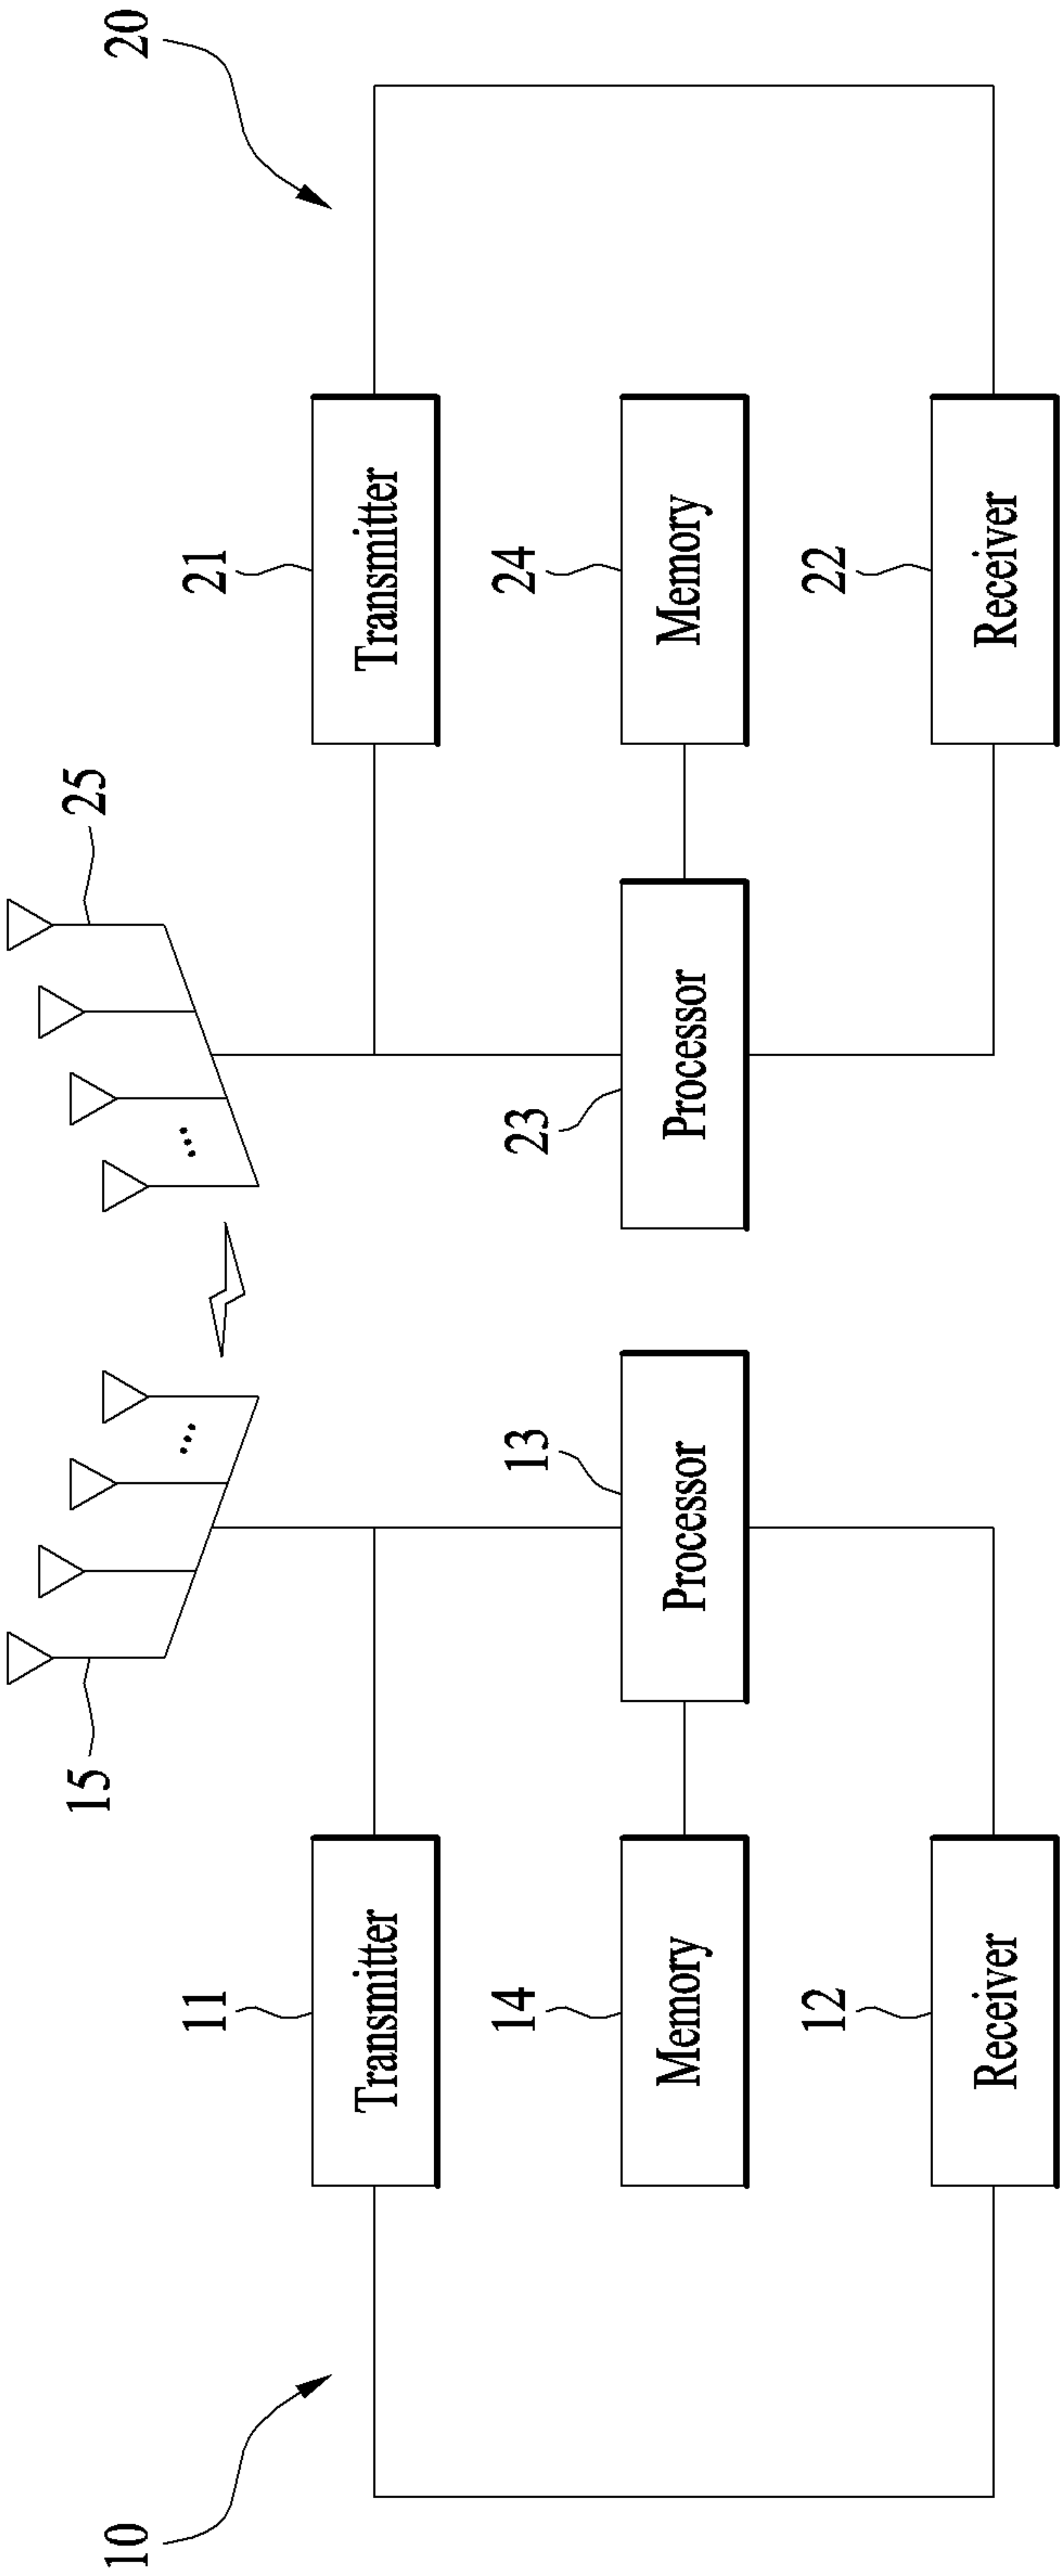 10
20
15
25
11
Transmitter
21
Transmitter
13
Processor
23
Processor
14
Memory
24
Memory
12
Receiver
22
Receiver